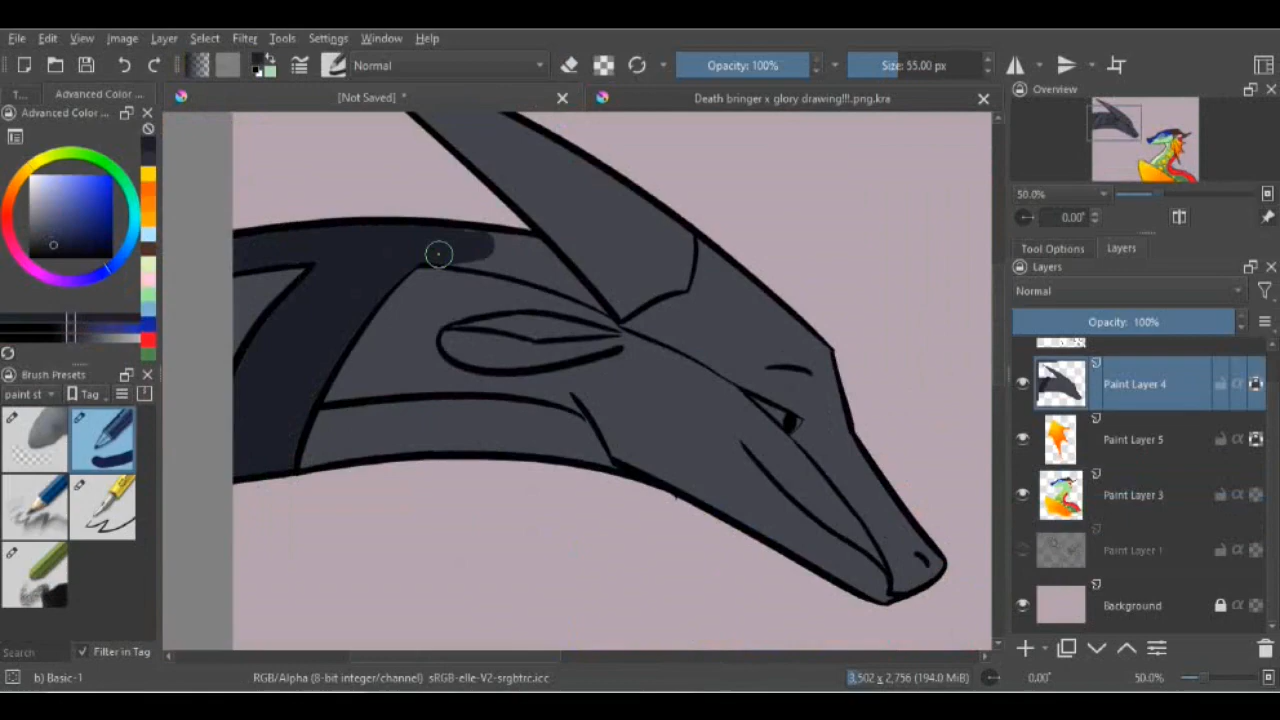 File Edit View Image Layer Select Filter Tools Settings Window Help
Normal
Opacity: 100%
Size: 55.00 px
T...
Advanced Color ...
[Not Saved] *
Death bringer x glory drawing!!!.png.kra
Overview
Advanced Color ...
50.0%
0.00°
Tool Options
Layers
Layers
Normal
Opacity: 100%
Brush Presets
paint st
Tag
Paint Layer 4
Paint Layer 5
Paint Layer 3
Paint Layer 1
Background
Search
Filter in Tag
b) Basic-1
RGB/Alpha (8-bit integer/channel) sRGB-elle-V2-srgbtrc.icc
3,502 x 2,756 (194.0 MiB)
0.00°
50.0%